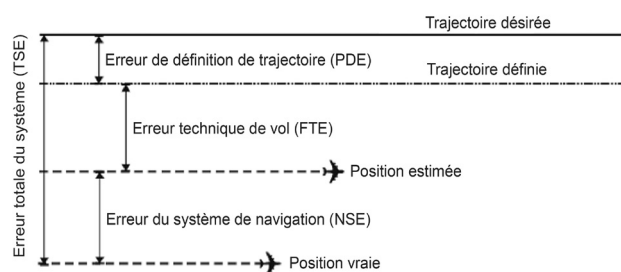 Trajectoire désirée
Erreur de définition de trajectoire (PDE)
Trajectoire définie
Erreur technique de vol (FTE)
Position estimée
Erreur du système de navigation (NSE)
Position vraie
Erreur totale du système (TSE)